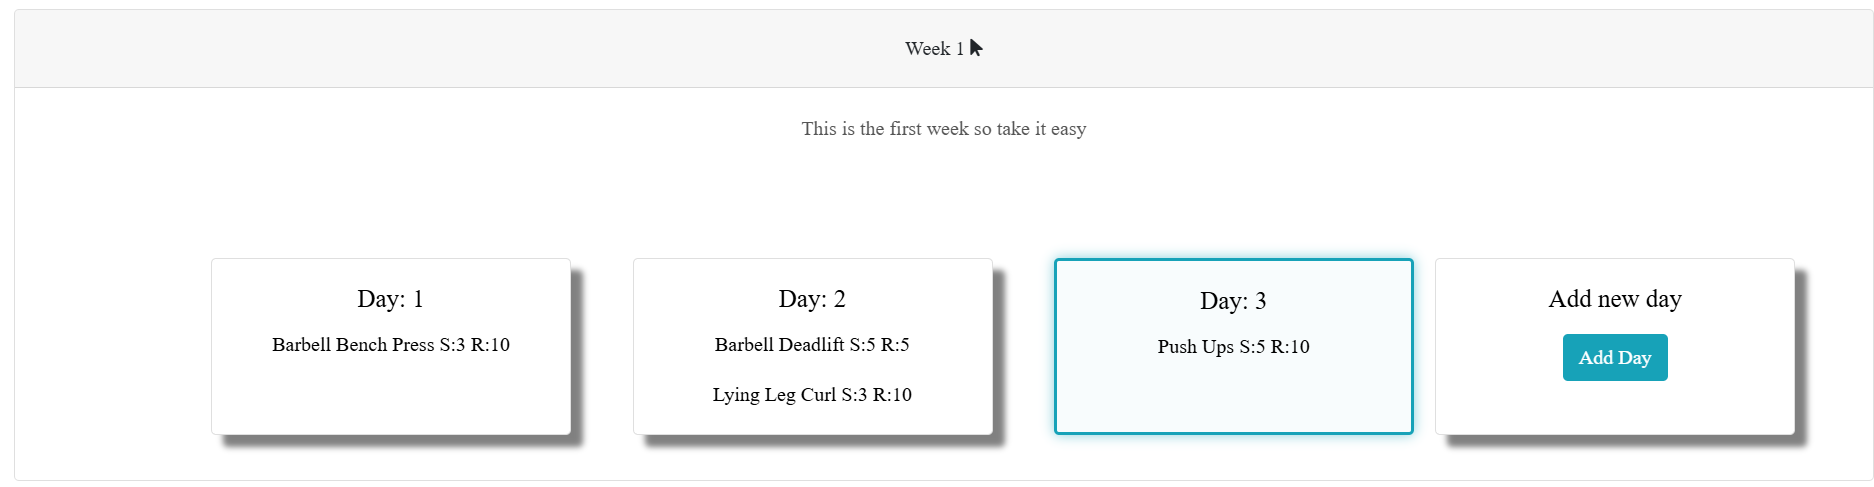 Week 1
This is the first week so take it easy
Day: 1
Barbell Bench Press S:3 R:10
Day: 2
Barbell Deadlift S:5 R:5
Lying Leg Curl S:3 R:10
Day: 3
Push Ups S:5 R:10
Add new day
Add Day